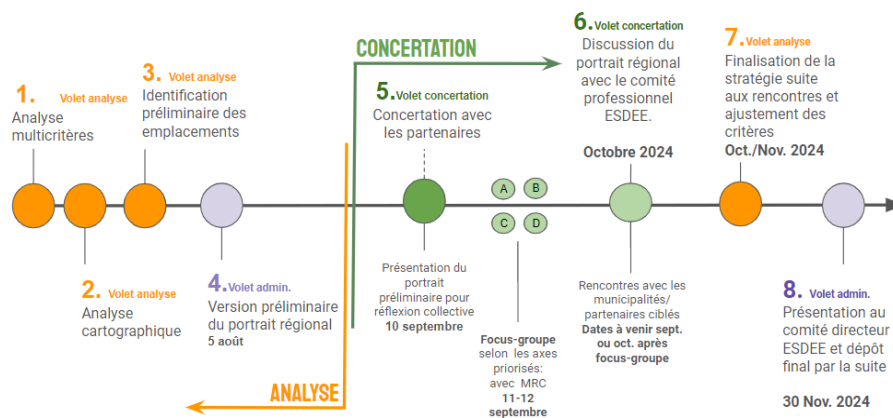 CONCERTATION
1. Volet analyse
Analyse
multicritères
3. Volet analyse
Identification
préliminaire des
emplacements
5.Volet concertation
Concertation avec
les partenaires
6.Volet concertation
Discussion du
portrait régional
avec le comité
professionnel
ESDEE.
Octobre 2024
7.Volet analyse
Finalisation de la
stratégie suite
aux rencontres et
ajustement des
critères
Oct./Nov. 2024
A
B
C
D
2. Volet analyse
Analyse
cartographique
4.Volet admin.
Version préliminaire
du portrait régional
5 août
Présentation du
portrait
préliminaire pour
réflexion collective
10 septembre
Focus-groupe
selon les axes
priorisés:
avec MRC
11-12
septembre
Rencontres avec les
municipalités/
partenaires ciblés
Dates à venir sept.
ou oct. après
focus-groupe
8. Volet admin.
Présentation au
comité directeur
ESDEE et dépôt
final par la suite
30 Nov. 2024
ANALYSE